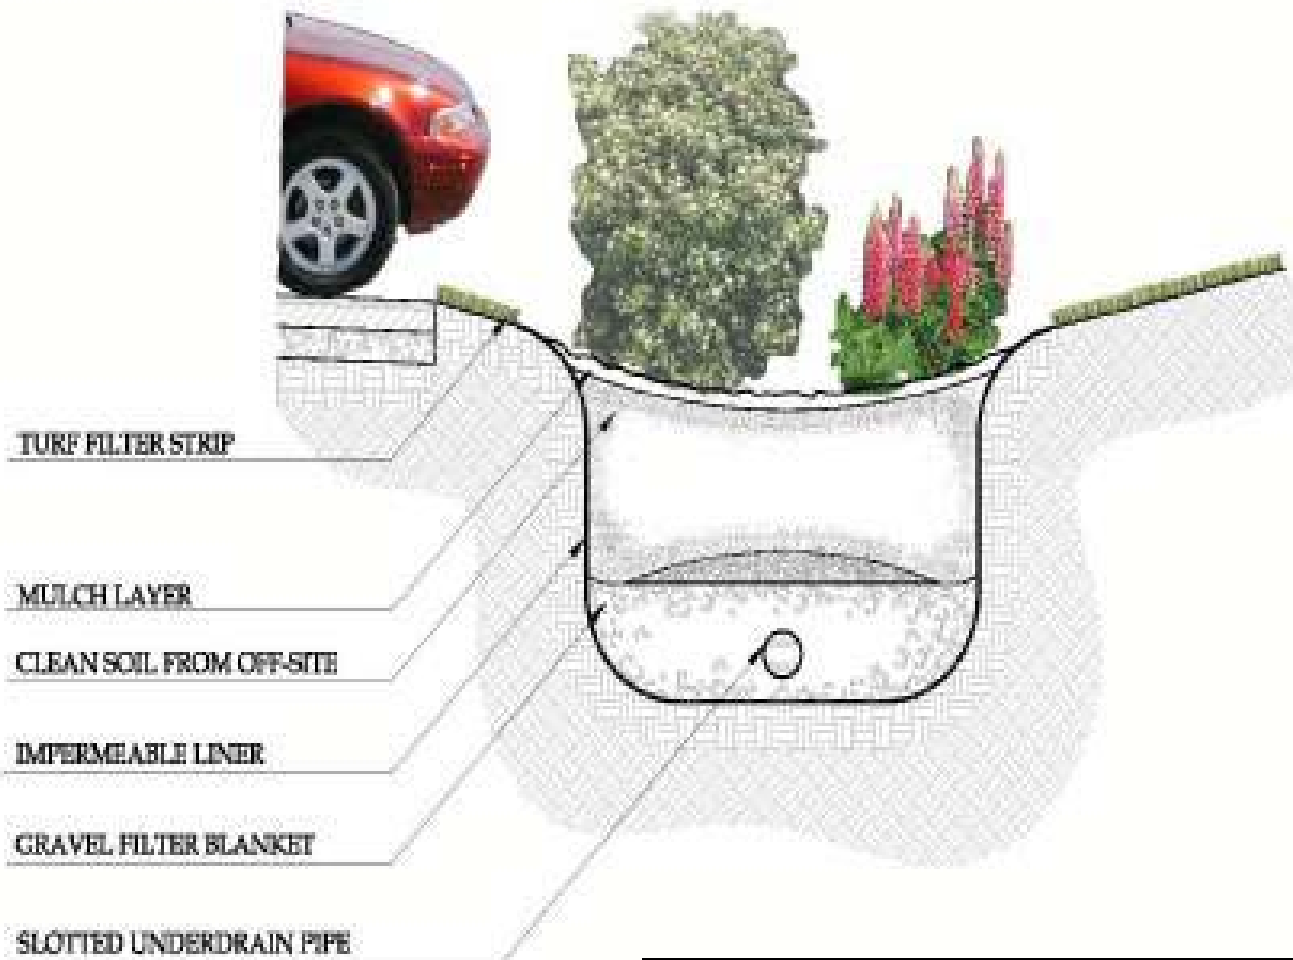 TURF FILTER STRIP
MULCH LAYER
CLEAN SOIL FROM OFF-SITE
IMPERMEABLE LINER
GRAVEL FILTER BLANKET
SLOTTED UNDERDRAIN PIPE